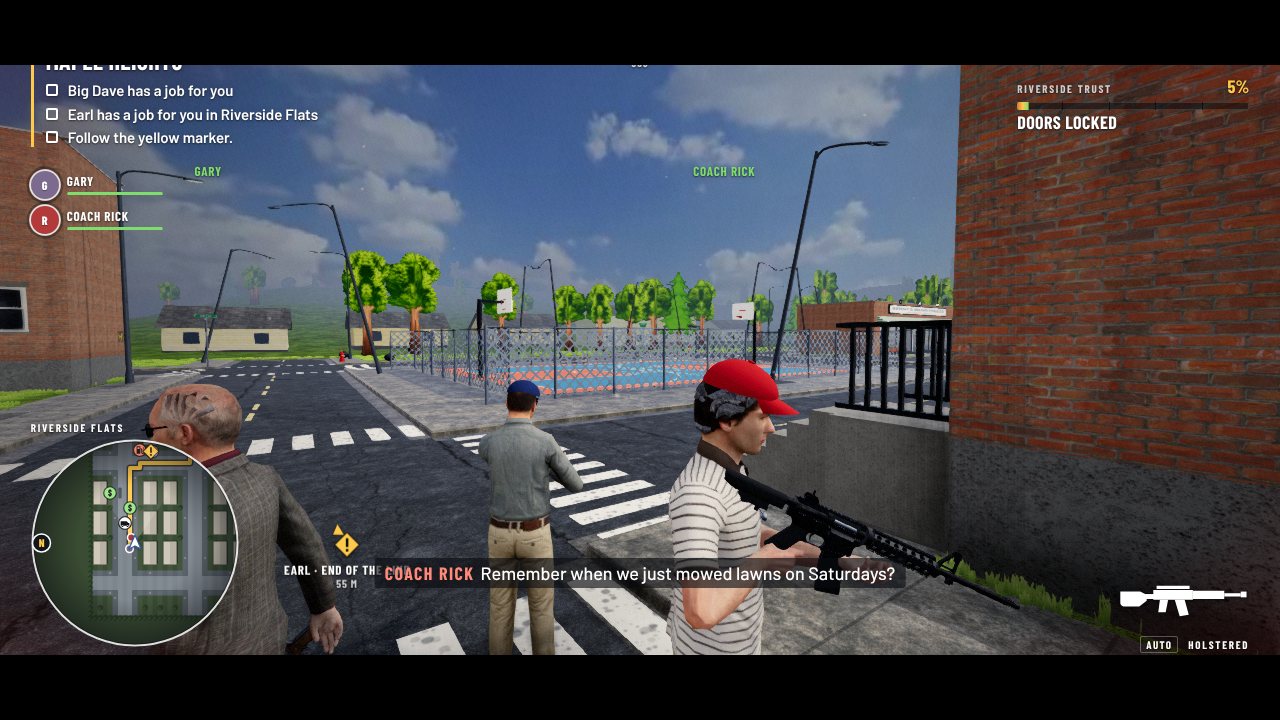 MAPLE HEIGHTS
Big Dave has a job for you
Earl has a job for you in Riverside Flats
Follow the yellow marker.
G GARY
R COACH RICK
GARY
COACH RICK
RIVERSIDE TRUST 5%
DOORS LOCKED
RIVERSIDE FLATS
N
$
$
EARL · END OF THE
55 M
COACH RICK Remember when we just mowed lawns on Saturdays?
AUTO HOLSTERED